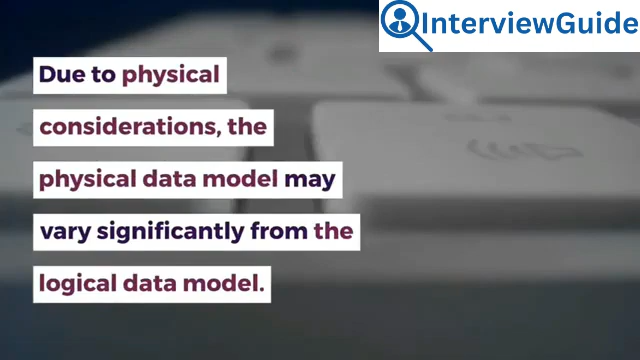 InterviewGuide
Due to physical
considerations, the
physical data model may
vary significantly from the
logical data model.